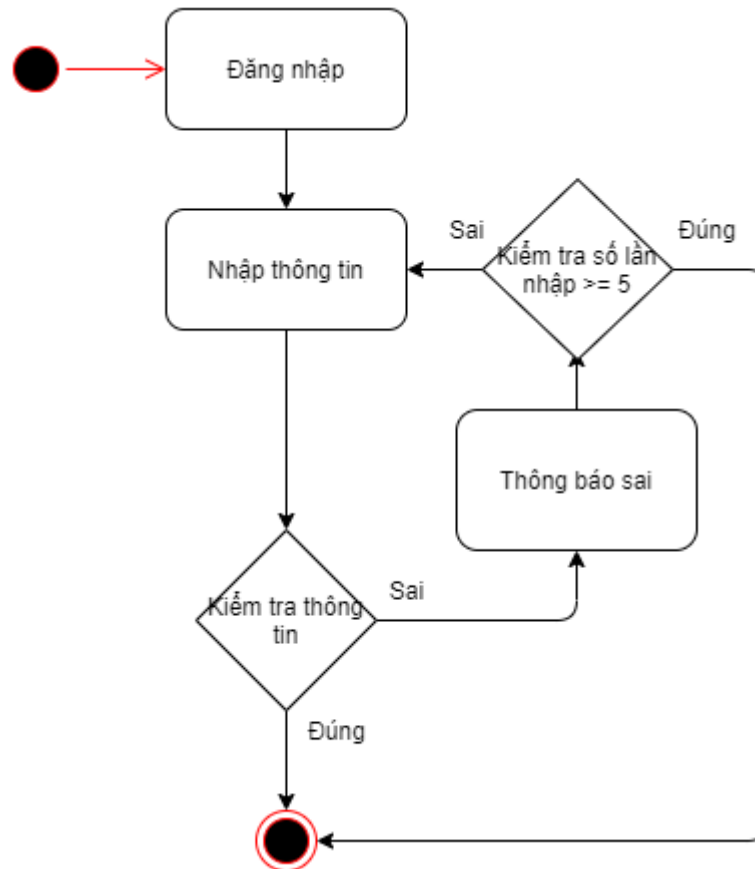 Đăng nhập
Sai
Đúng
Kiểm tra số lần
nhập >= 5
Nhập thông tin
Thông báo sai
Kiểm tra thông
tin
Sai
Đúng